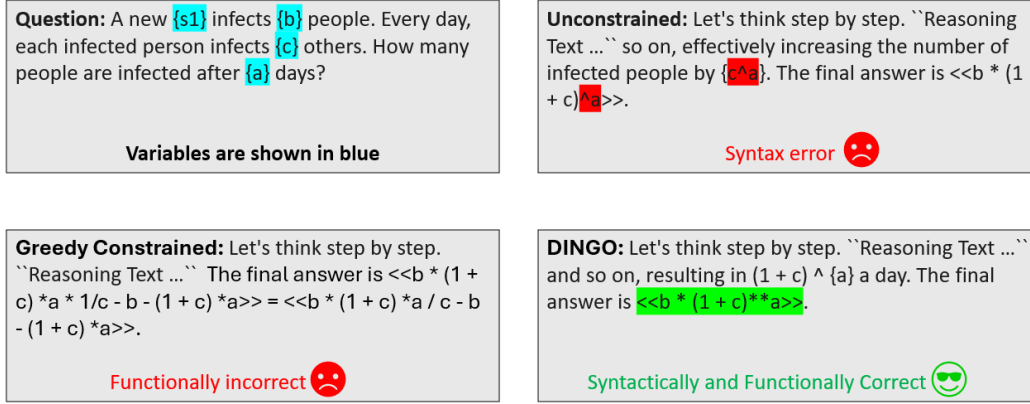 Question: A new {s1} infects {b} people. Every day,
each infected person infects {c} others. How many
people are infected after {a} days?
Variables are shown in blue
Unconstrained: Let's think step by step. ``Reasoning
Text ...`` so on, effectively increasing the number of
infected people by {c^a}. The final answer is <<b * (1
+ c)^a>>.
Syntax error
Greedy Constrained: Let's think step by step.
``Reasoning Text ...`` The final answer is <<b * (1 +
c) *a * 1/c - b - (1 + c) *a>> = <<b * (1 + c) *a / c - b
- (1 + c) *a>>.
Functionally incorrect
DINGO: Let's think step by step. ``Reasoning Text ...``
and so on, resulting in (1 + c) ^ {a} a day. The final
answer is <<b * (1 + c)**a>>.
Syntactically and Functionally Correct